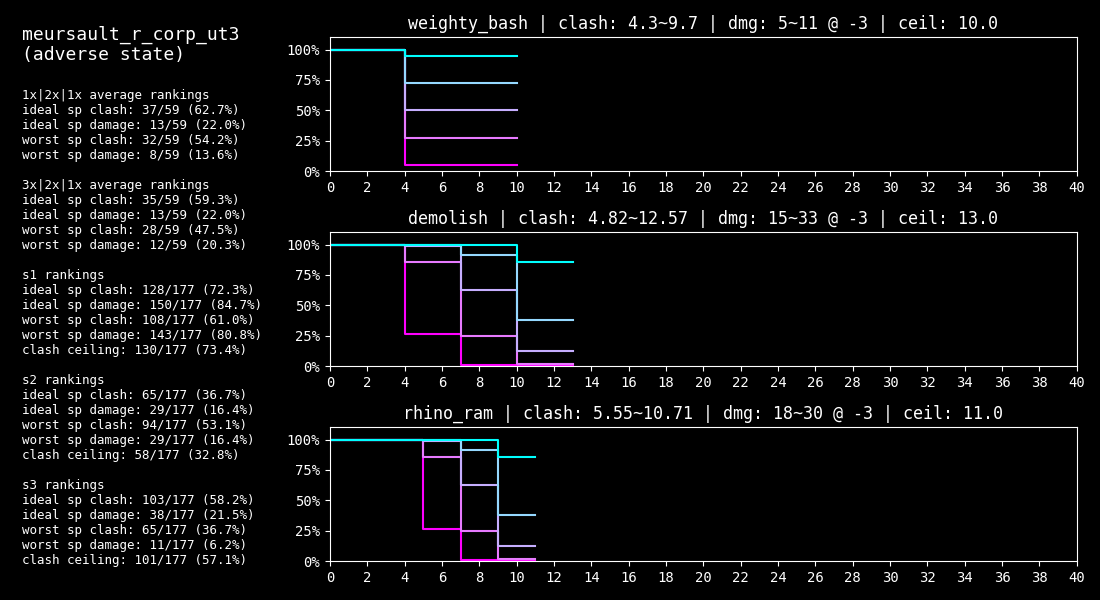 meursault_r_corp_ut3
(adverse state)
1x|2x|1x average rankings
ideal sp clash: 37/59 (62.7%)
ideal sp damage: 13/59 (22.0%)
worst sp clash: 32/59 (54.2%)
worst sp damage: 8/59 (13.6%)
3x|2x|1x average rankings
ideal sp clash: 35/59 (59.3%)
ideal sp damage: 13/59 (22.0%)
worst sp clash: 28/59 (47.5%)
worst sp damage: 12/59 (20.3%)
s1 rankings
ideal sp clash: 128/177 (72.3%)
ideal sp damage: 150/177 (84.7%)
worst sp clash: 108/177 (61.0%)
worst sp damage: 143/177 (80.8%)
clash ceiling: 130/177 (73.4%)
s2 rankings
ideal sp clash: 65/177 (36.7%)
ideal sp damage: 29/177 (16.4%)
worst sp clash: 94/177 (53.1%)
worst sp damage: 29/177 (16.4%)
clash ceiling: 58/177 (32.8%)
s3 rankings
ideal sp clash: 103/177 (58.2%)
ideal sp damage: 38/177 (21.5%)
worst sp clash: 65/177 (36.7%)
worst sp damage: 11/177 (6.2%)
clash ceiling: 101/177 (57.1%)
weighty_bash | clash: 4.3~9.7 | dmg: 5~11 @ -3 | ceil: 10.0
100%
75%
50%
25%
0%
0 2 4 6 8 10 12 14 16 18 20 22 24 26 28 30 32 34 36 38 40
demolish | clash: 4.82~12.57 | dmg: 15~33 @ -3 | ceil: 13.0
100%
75%
50%
25%
0%
0 2 4 6 8 10 12 14 16 18 20 22 24 26 28 30 32 34 36 38 40
rhino_ram | clash: 5.55~10.71 | dmg: 18~30 @ -3 | ceil: 11.0
100%
75%
50%
25%
0%
0 2 4 6 8 10 12 14 16 18 20 22 24 26 28 30 32 34 36 38 40